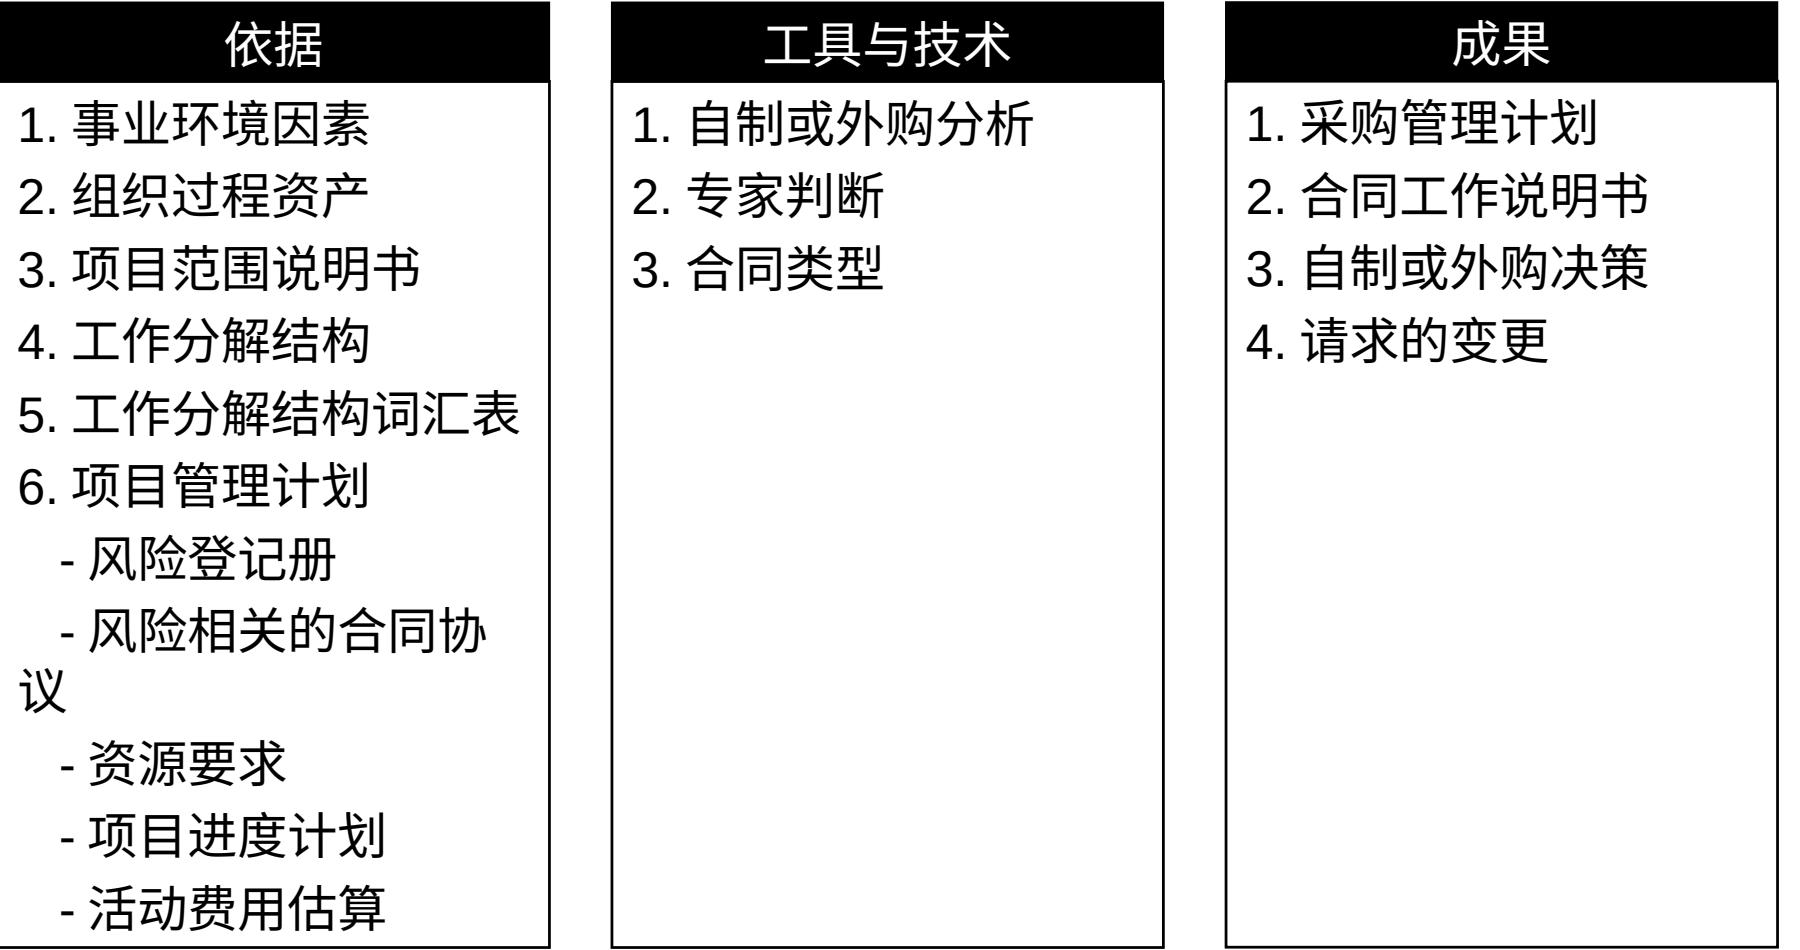 依据
1. 事业环境因素
2. 组织过程资产
3. 项目范围说明书
4. 工作分解结构
5. 工作分解结构词汇表
6. 项目管理计划
- 风险登记册
- 风险相关的合同协
议
- 资源要求
- 项目进度计划
- 活动费用估算
工具与技术
1. 自制或外购分析
2. 专家判断
3. 合同类型
成果
1. 采购管理计划
2. 合同工作说明书
3. 自制或外购决策
4. 请求的变更